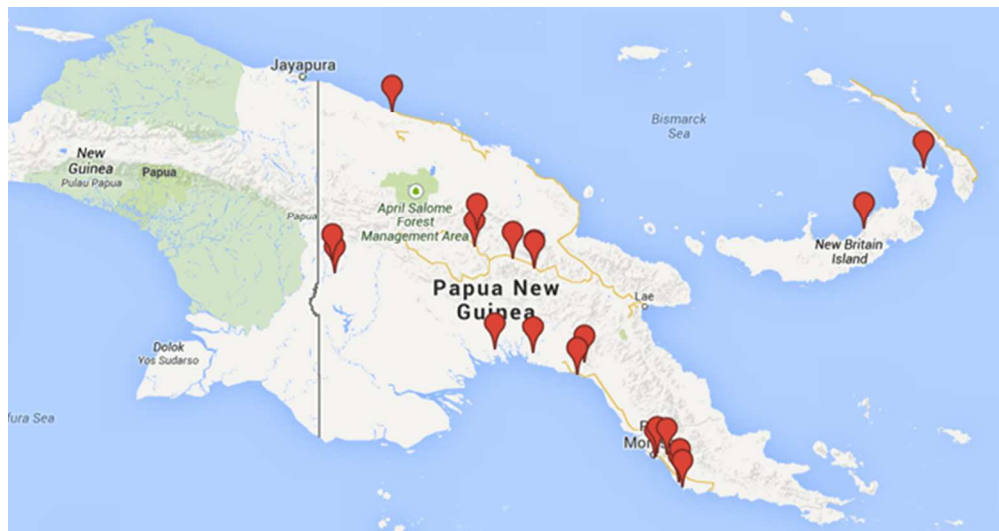 Jayapura
Bismarck
Sea
New
Guinea
Pulau Papua
Papua
April Salome
Forest
Management Area
Papua
New Britain
Island
Papua New
Guinea
Lae
Dolok
Yos Sudarso
fura Sea
P
Mor